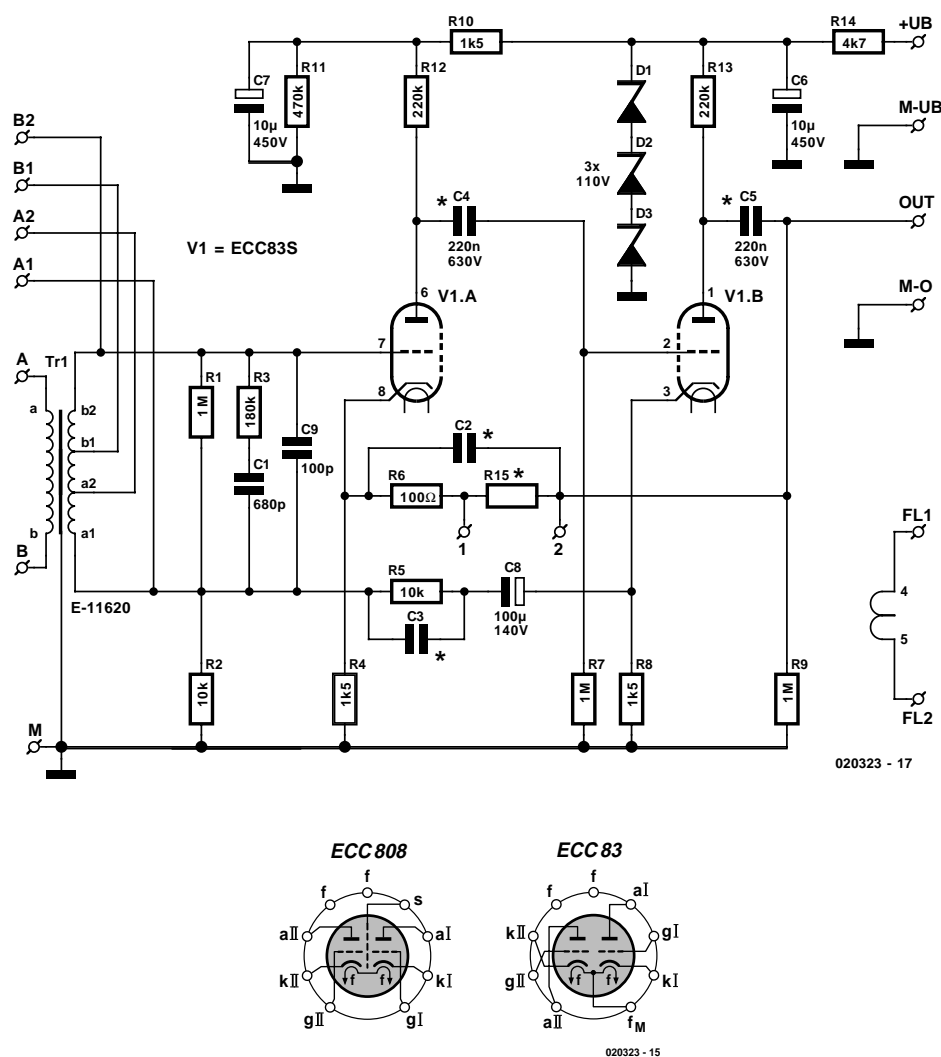 R10
1k5
R14
4k7
+UB
C7
10µ
450V
R11
470k
R12
220k
D1
D2
D3
3x
110V
R13
220k
C6
10µ
450V
M-UB
B2
B1
A2
A1
V1 = ECC83S
* C4
220n
630V
* C5
220n
630V
OUT
M-O
6
V1.A
7
8
1
V1.B
2
3
A
Tr1
a
b2
b1
a2
a1
b
B
E-11620
R1
1M
R3
180k
C1
680p
C9
100p
C2
*
R6
100Ω
R15 *
1
2
R5
10k
C3
*
C8
100µ
140V
FL1
4
5
FL2
R2
10k
R4
1k5
R7
1M
R8
1k5
R9
1M
M
020323 - 17
ECC 808
f
f
s
aII
aI
kII
kI
gII
gI
f
f
ECC 83
f
f
aI
kII
gI
gII
kI
aII
fM
f
f
020323 - 15